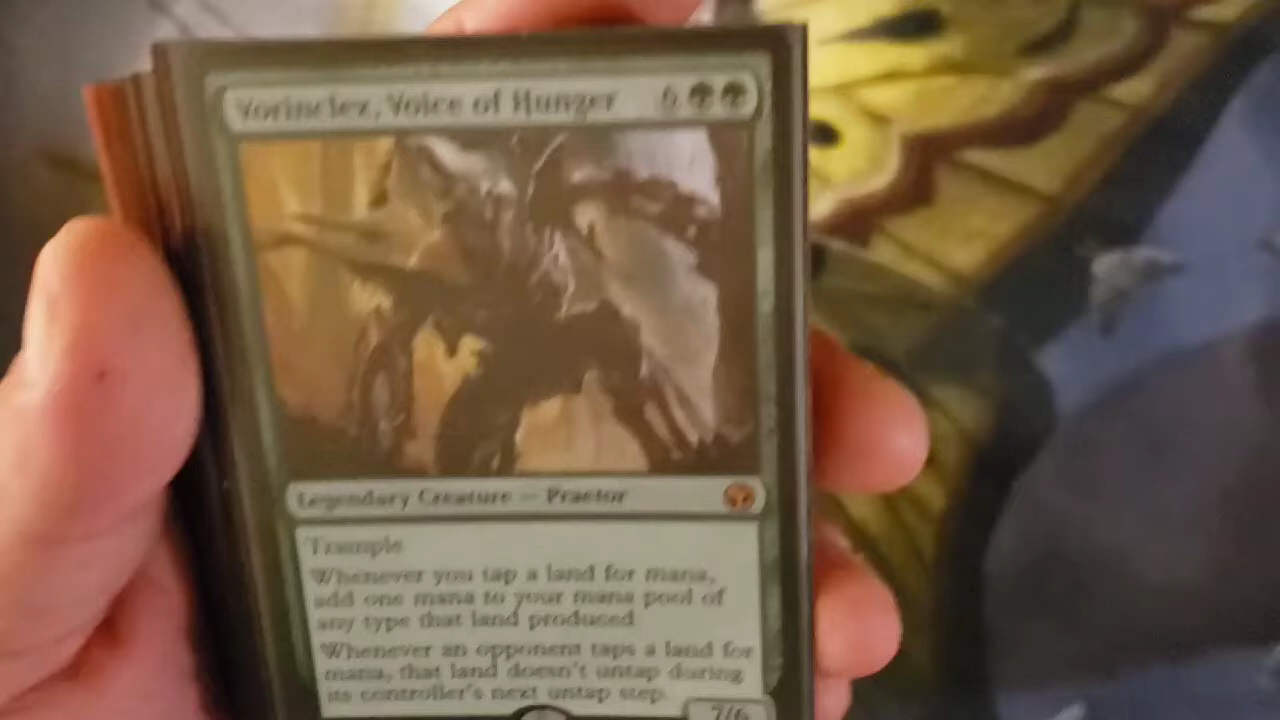 Vorinclex, Voice of Hunger 6
Legendary Creature — Praetor
Trample
Whenever you tap a land for mana,
add one mana to your mana pool of
any type that land produced
Whenever an opponent taps a land for
mana, that land doesn't untap during
its controller's next untap step.
7/6